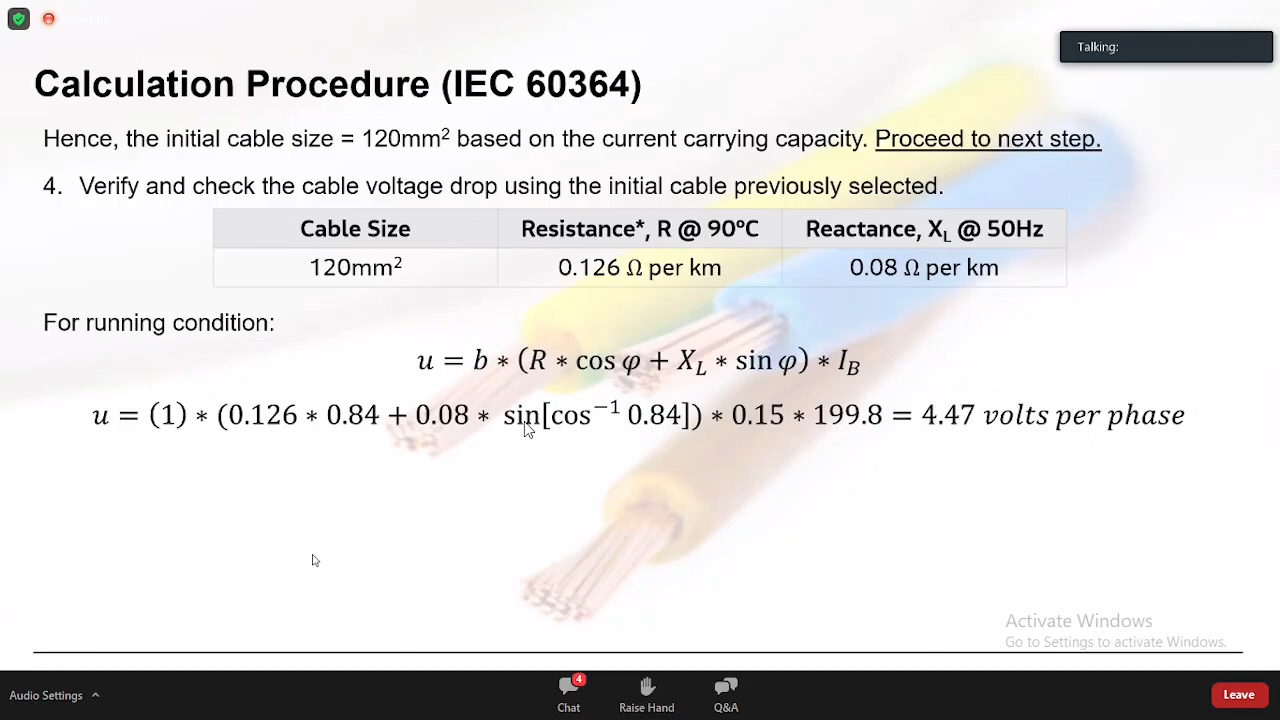 Talking:
Calculation Procedure (IEC 60364)
Hence, the initial cable size = 120mm² based on the current carrying capacity. Proceed to next step.
4. Verify and check the cable voltage drop using the initial cable previously selected.
Cable Size Resistance*, R @ 90ºC Reactance, X_L @ 50Hz
120mm² 0.126 Ω per km 0.08 Ω per km
For running condition:
u = b * (R * cos φ + X_L * sin φ) * I_B
u = (1) * (0.126 * 0.84 + 0.08 * sin[cos⁻¹ 0.84]) * 0.15 * 199.8 = 4.47 volts per phase
Activate Windows
Go to Settings to activate Windows.
Audio Settings
4
Chat
Raise Hand
Q&A
Leave